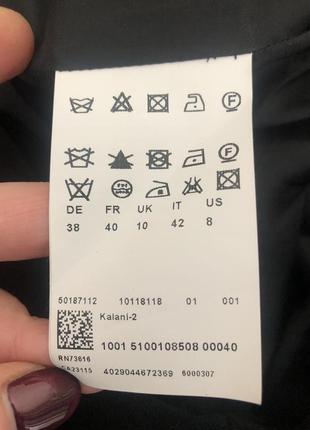 F
F
DE FR UK IT US
38 40 10 42 8
50187112 10118118 01 001
Kalani-2
1001 5100108508 00040
RN73616
CA23115 4029044672369 6000307